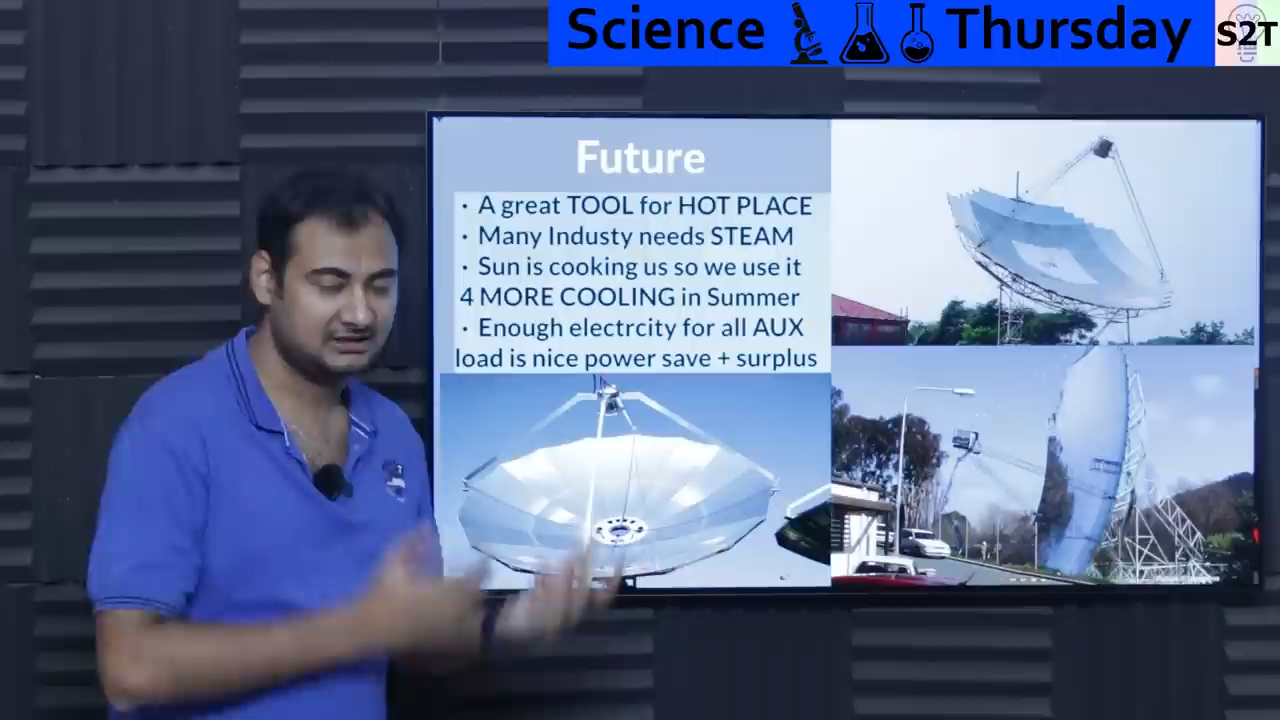 Science Thursday
S2T
Future
· A great TOOL for HOT PLACE
· Many Industy needs STEAM
· Sun is cooking us so we use it
4 MORE COOLING in Summer
· Enough electrcity for all AUX
load is nice power save + surplus